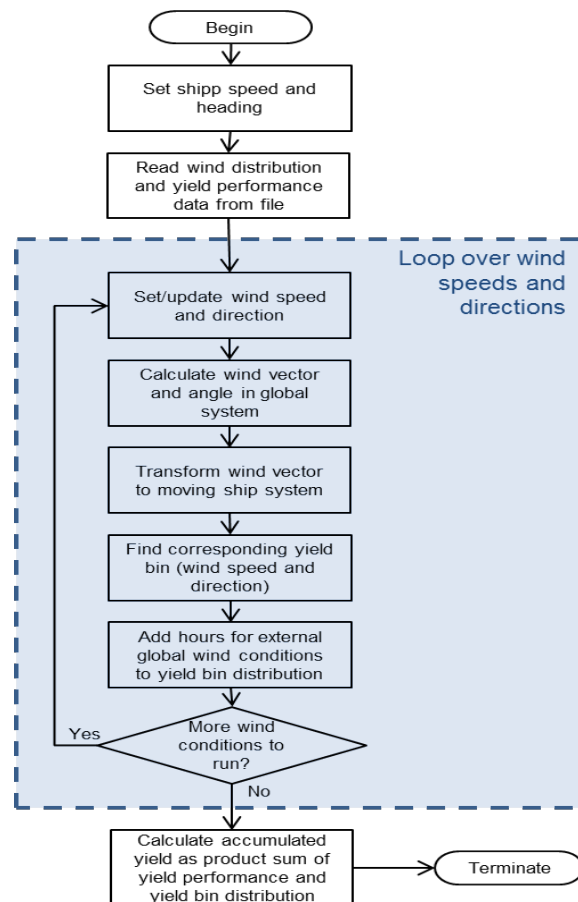 Begin
Set shipp speed and
heading
Read wind distribution
and yield performance
data from file
Loop over wind
speeds and
directions
Set/update wind speed
and direction
Calculate wind vector
and angle in global
system
Transform wind vector
to moving ship system
Find corresponding yield
bin (wind speed and
direction)
Add hours for external
global wind conditions
to yield bin distribution
More wind
conditions to
run?
Yes
No
Calculate accumulated
yield as product sum of
yield performance and
yield bin distribution
Terminate